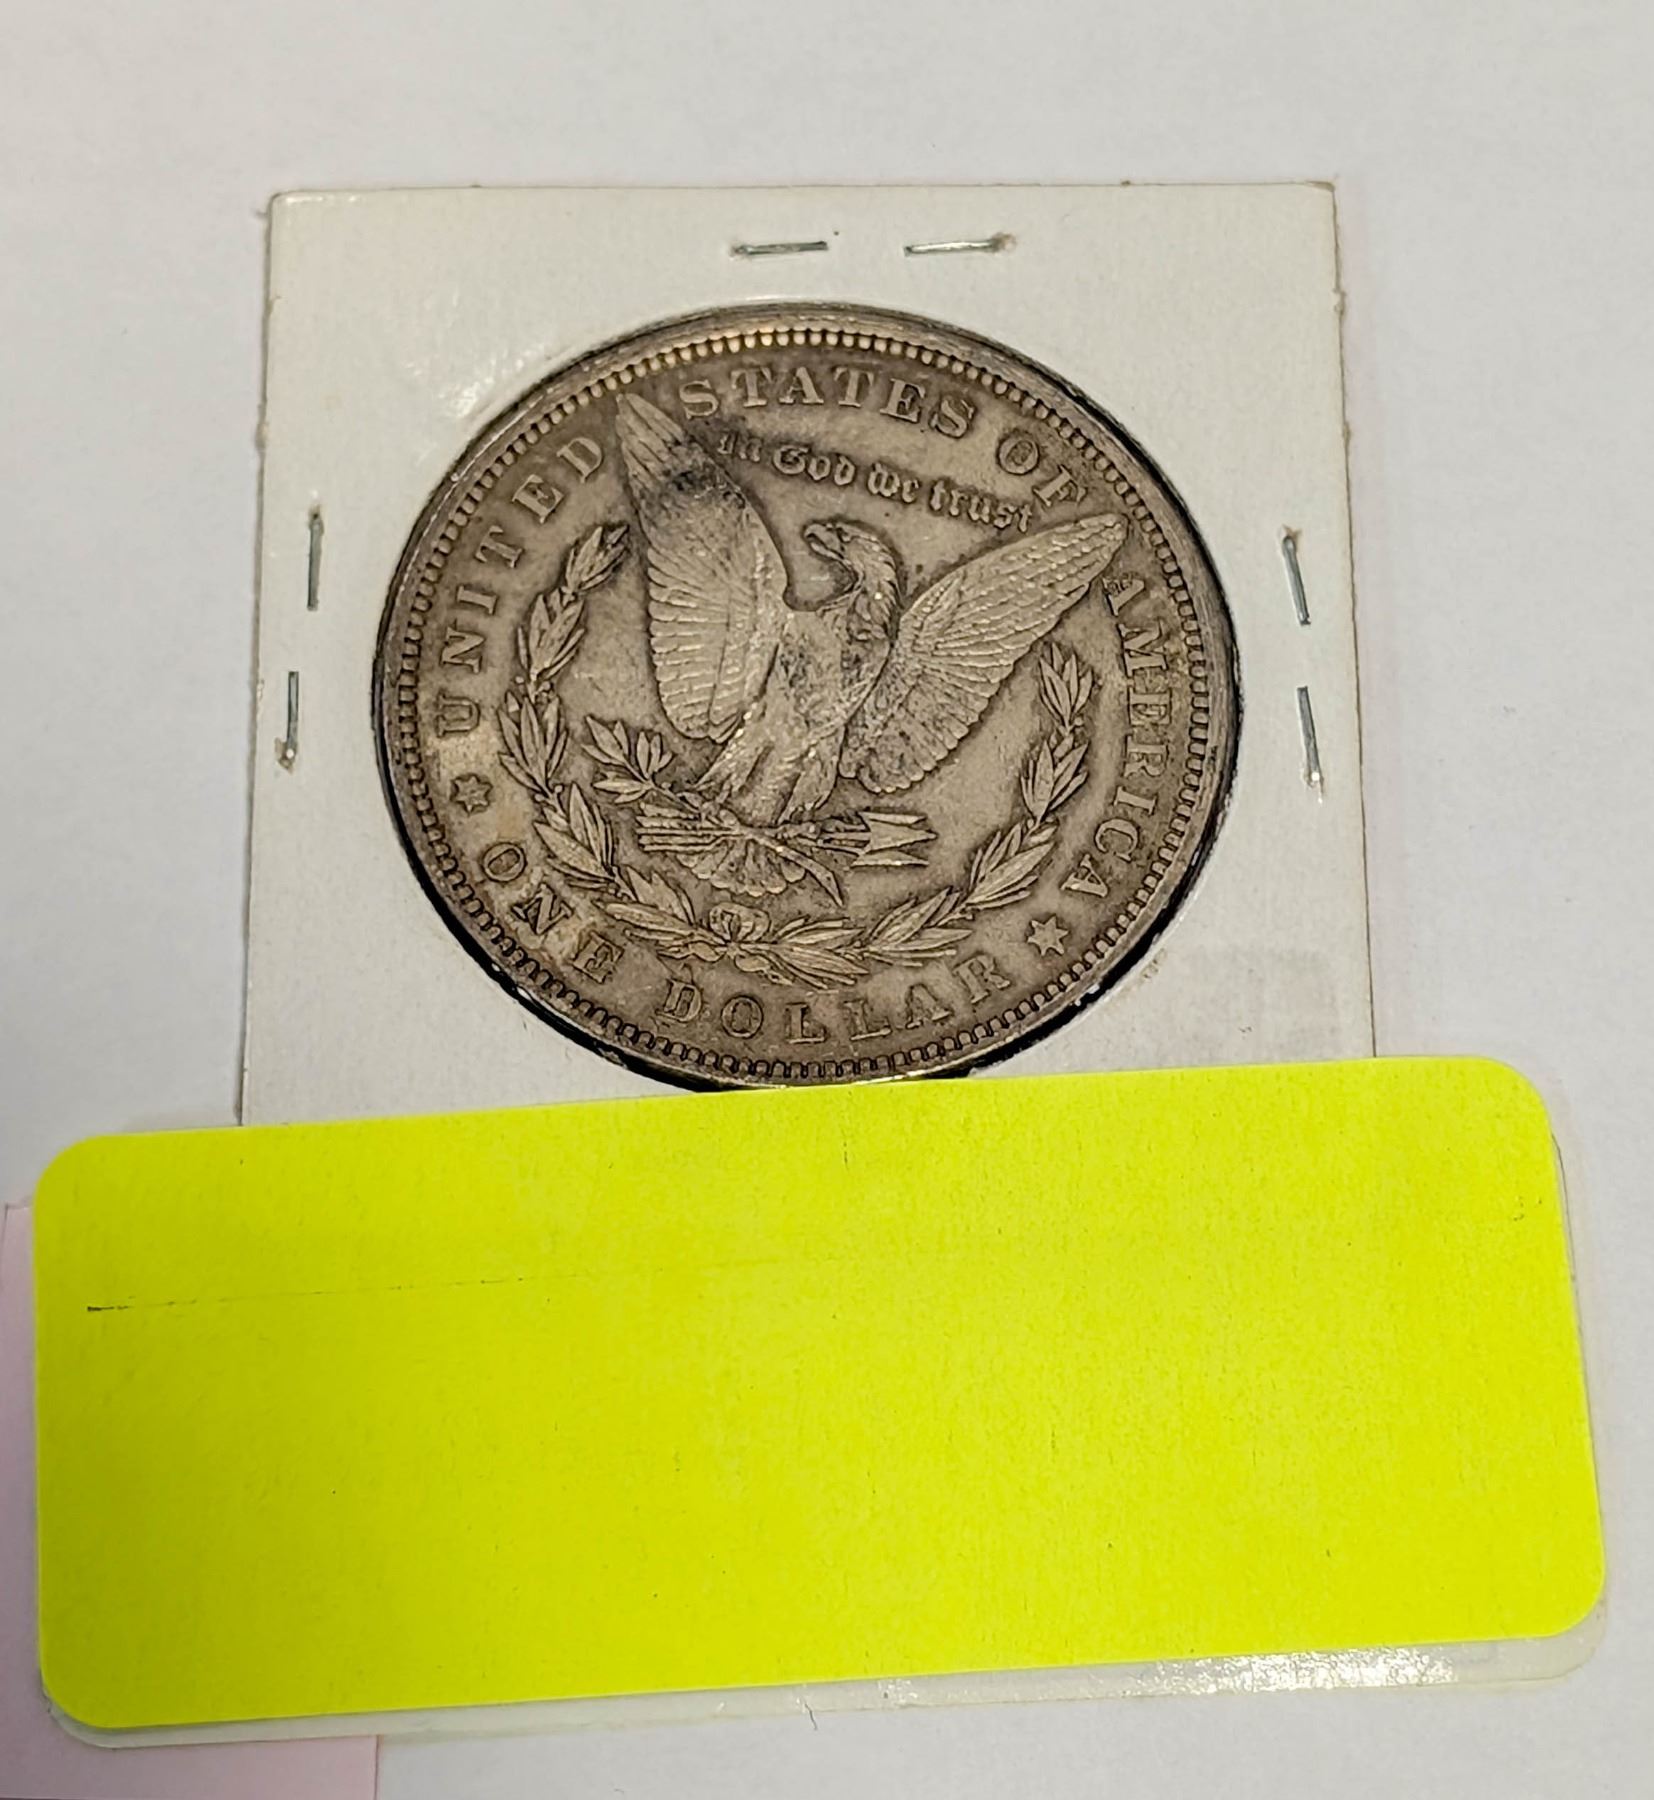 UNITED STATES OF AMERICA
In God we trust
ONE DOLLAR